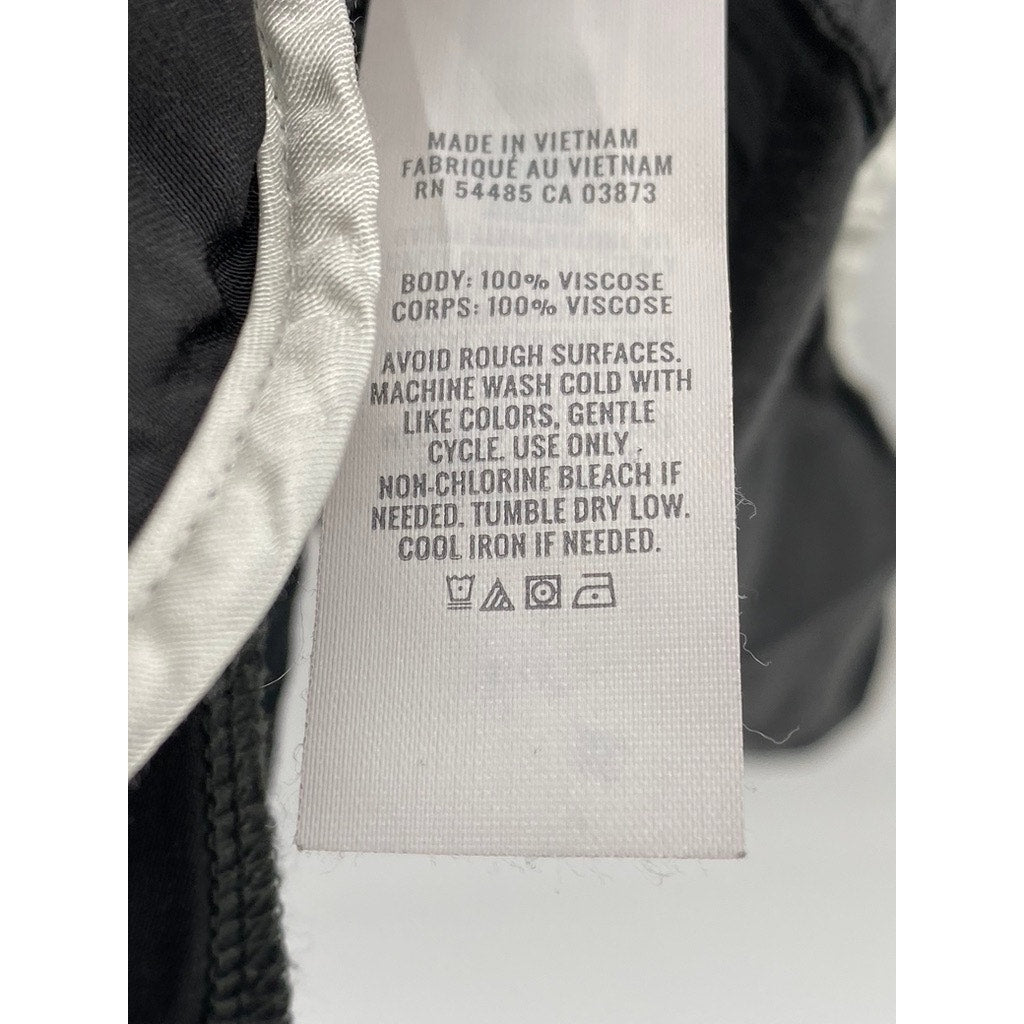 MADE IN VIETNAM
FABRIQUÉ AU VIETNAM
RN 54485 CA 03873
BODY: 100% VISCOSE
CORPS: 100% VISCOSE
AVOID ROUGH SURFACES.
MACHINE WASH COLD WITH
LIKE COLORS, GENTLE
CYCLE. USE ONLY
NON-CHLORINE BLEACH IF
NEEDED. TUMBLE DRY LOW.
COOL IRON IF NEEDED.